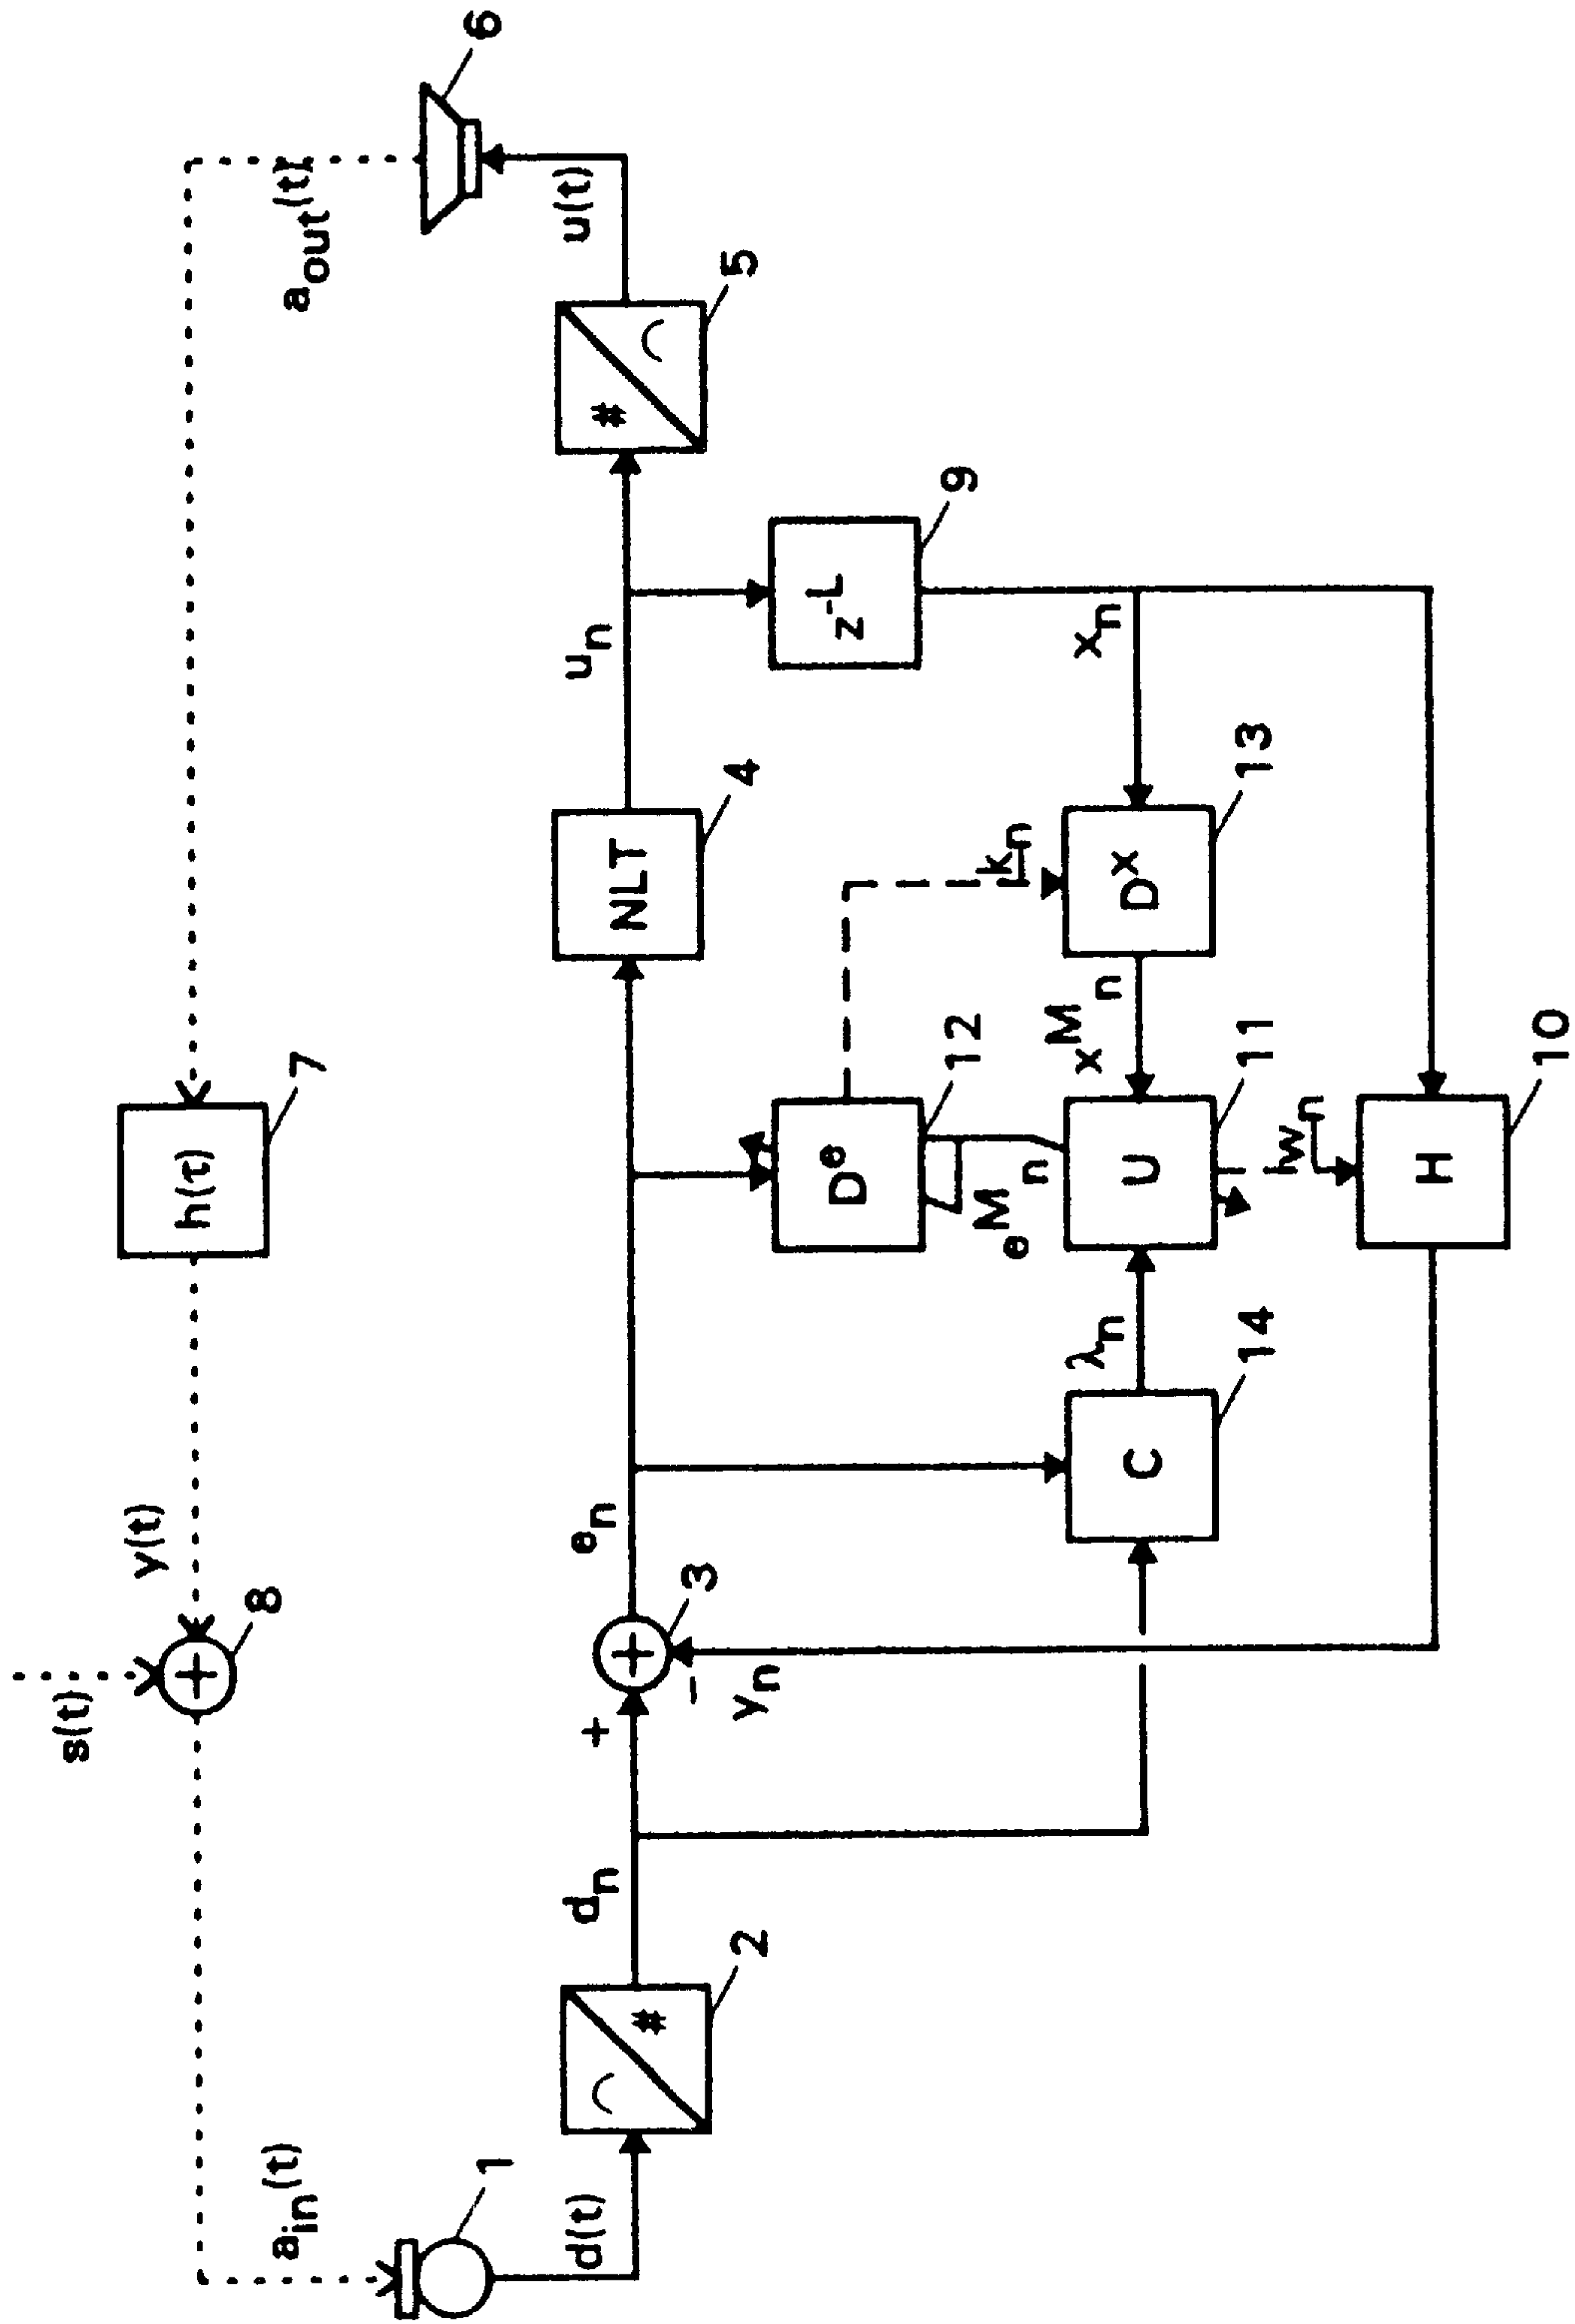 s(t)
y(t)
8
h(τ)
7
a_in(t)
a_out(t)
1
6
d(t)
#
2
d_n
+
3
+
−
y_n
e_n
NLT
4
u_n
#
5
u(t)
z^-L
9
D^e
12
k_n
x_n
e^M_n
C
14
λ_n
U
11
x^M_n
D^x
13
w_n
H
10
+